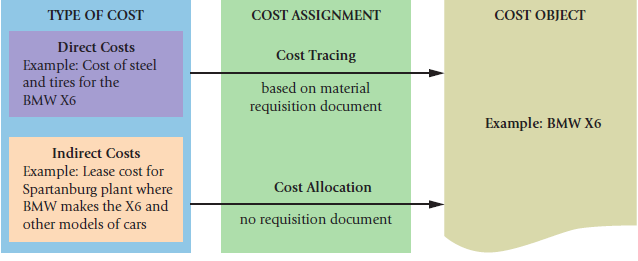 TYPE OF COST
COST ASSIGNMENT
COST OBJECT
Direct Costs
Example: Cost of steel
and tires for the
BMW X6
Cost Tracing
based on material
requisition document
Example: BMW X6
Indirect Costs
Example: Lease cost for
Spartanburg plant where
BMW makes the X6 and
other models of cars
Cost Allocation
no requisition document